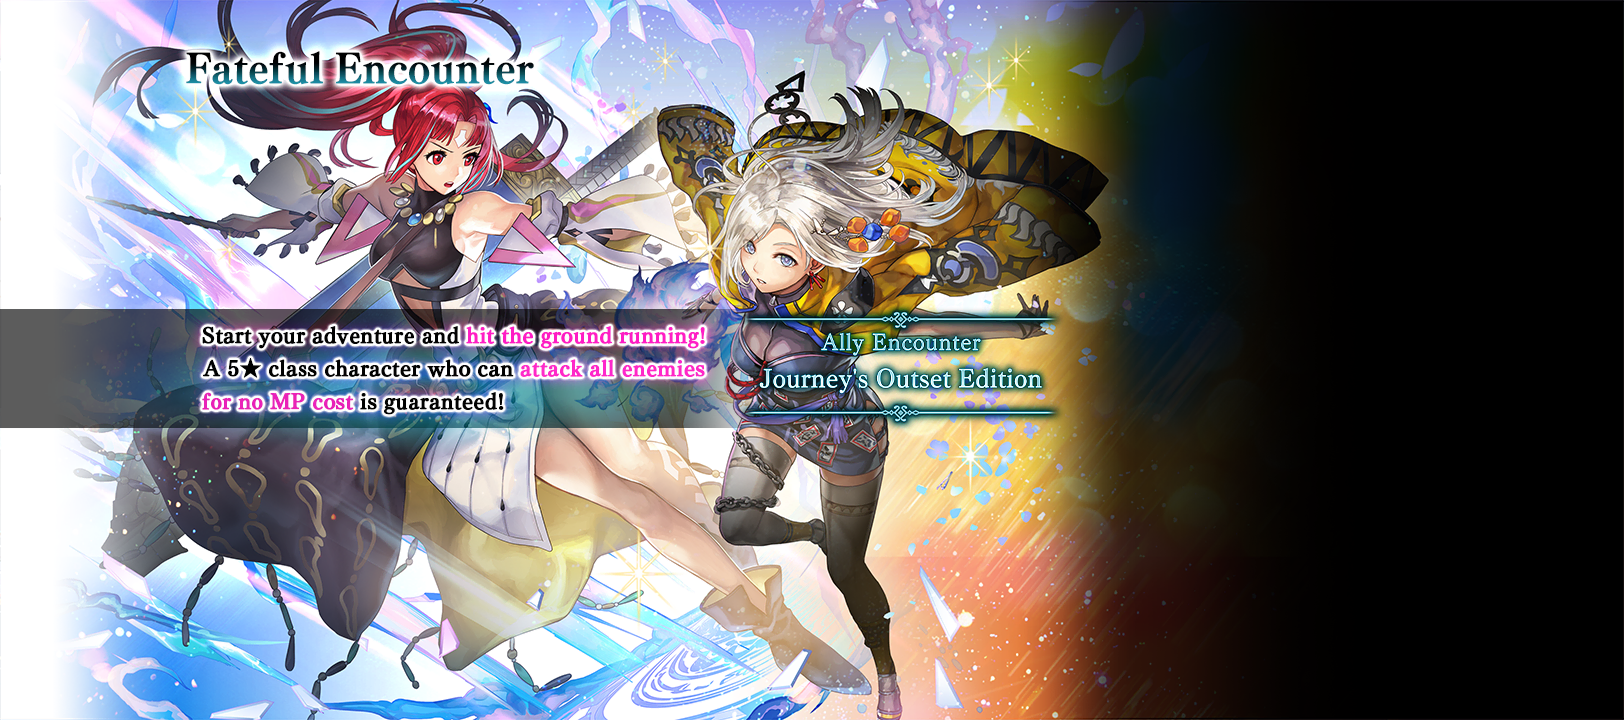 Fateful Encounter
Start your adventure and hit the ground running!
A 5★ class character who can attack all enemies
for no MP cost is guaranteed!
Ally Encounter
Journey's Outset Edition